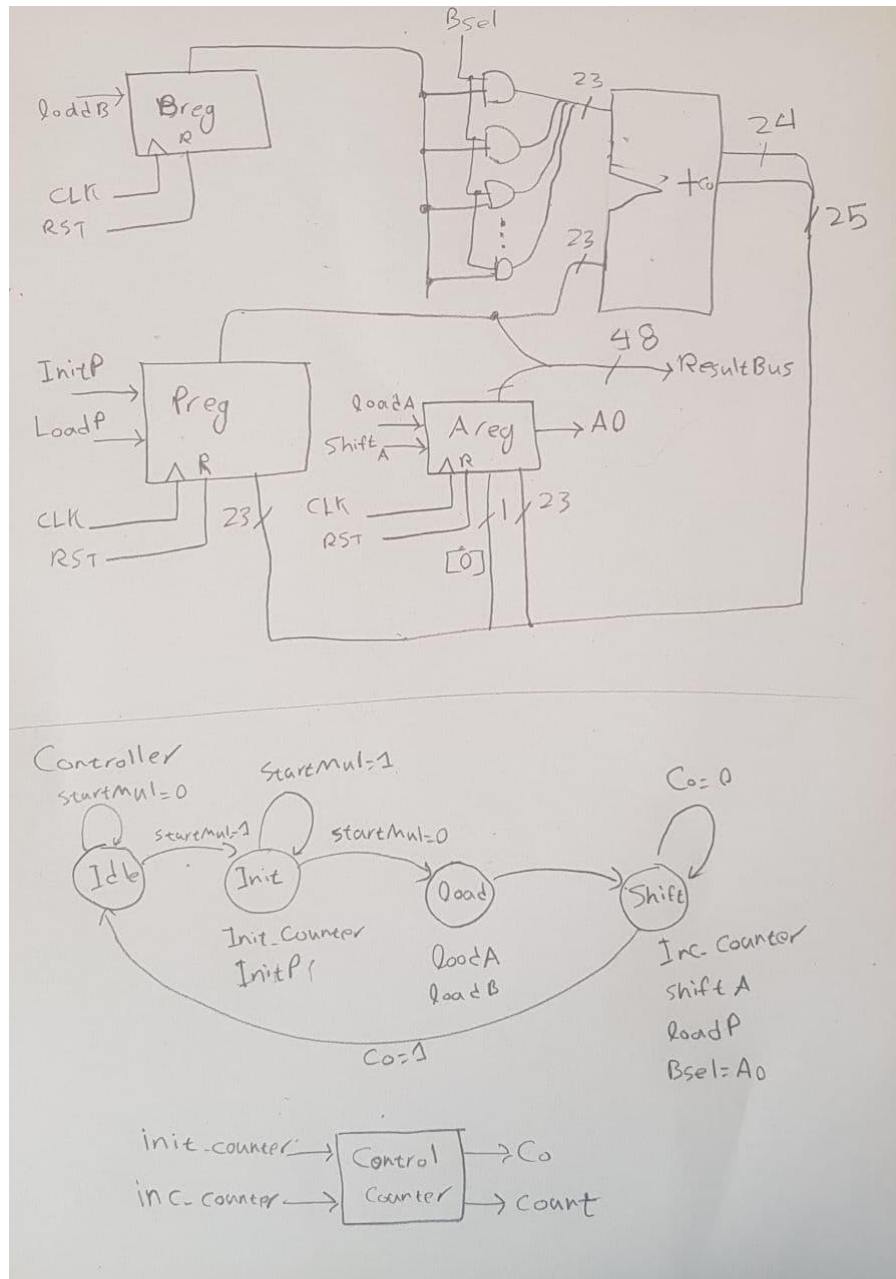 Bsel
loadB
Breg
R
CLK
RST
23
24
+
Co
25
23
48
ResultBus
InitP
LoadP
Preg
R
CLK
RST
23
loadA
Shift A
Areg
R
A0
CLK
RST
1
23
[0]
Controller
startMul=0
StartMul=1
startMul=1
startMul=0
Co=0
Idle
Init
load
Shift
Init_Counter
InitP
loadA
loadB
Inc_Counter
shift A
loadP
Bsel=A0
Co=1
init_counter
Control
Counter
Co
inc_counter
count